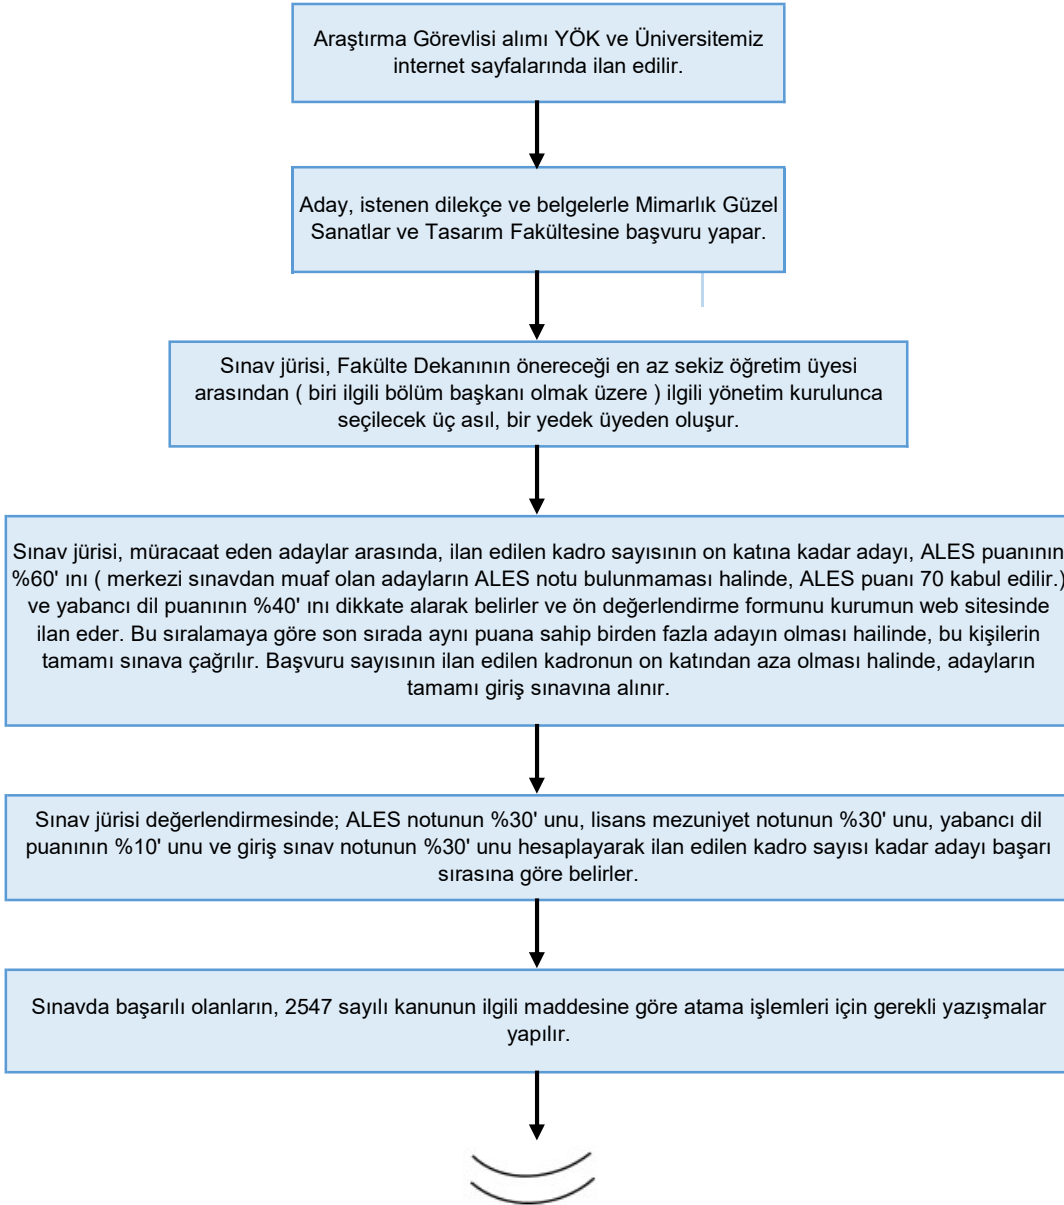 Araştırma Görevlisi alımı YÖK ve Üniversitemiz
internet sayfalarında ilan edilir.
Aday, istenen dilekçe ve belgelerle Mimarlık Güzel
Sanatlar ve Tasarım Fakültesine başvuru yapar.
Sınav jürisi, Fakülte Dekanının önereceği en az sekiz öğretim üyesi
arasından ( biri ilgili bölüm başkanı olmak üzere ) ilgili yönetim kurulunca
seçilecek üç asıl, bir yedek üyeden oluşur.
Sınav jürisi, müracaat eden adaylar arasında, ilan edilen kadro sayısının on katına kadar adayı, ALES puanının
%60' ını ( merkezi sınavdan muaf olan adayların ALES notu bulunmaması halinde, ALES puanı 70 kabul edilir.)
ve yabancı dil puanının %40' ını dikkate alarak belirler ve ön değerlendirme formunu kurumun web sitesinde
ilan eder. Bu sıralamaya göre son sırada aynı puana sahip birden fazla adayın olması hailinde, bu kişilerin
tamamı sınava çağrılır. Başvuru sayısının ilan edilen kadronun on katından aza olması halinde, adayların
tamamı giriş sınavına alınır.
Sınav jürisi değerlendirmesinde; ALES notunun %30' unu, lisans mezuniyet notunun %30' unu, yabancı dil
puanının %10' unu ve giriş sınav notunun %30' unu hesaplayarak ilan edilen kadro sayısı kadar adayı başarı
sırasına göre belirler.
Sınavda başarılı olanların, 2547 sayılı kanunun ilgili maddesine göre atama işlemleri için gerekli yazışmalar
yapılır.